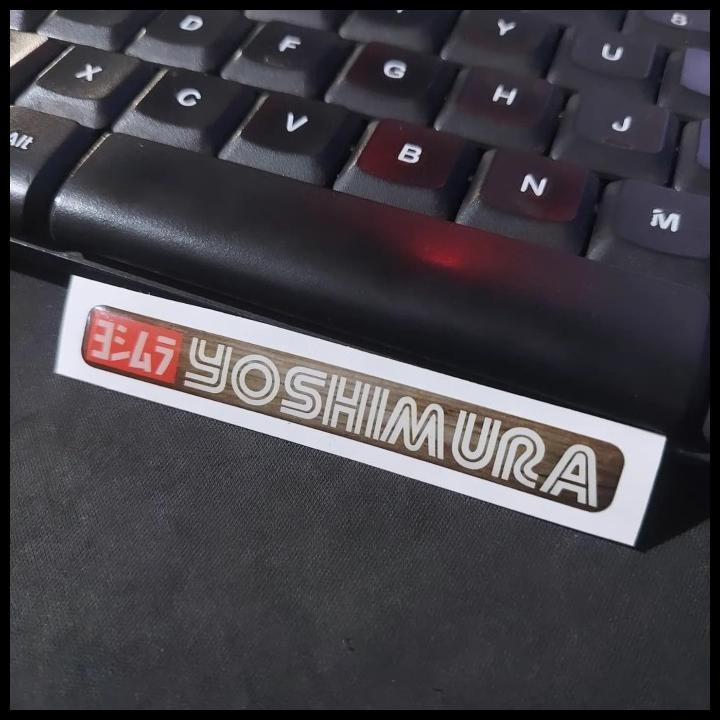 8
D F Y U
X C G H
Alt V B N J
M
ヨシムラ YOSHIMURA